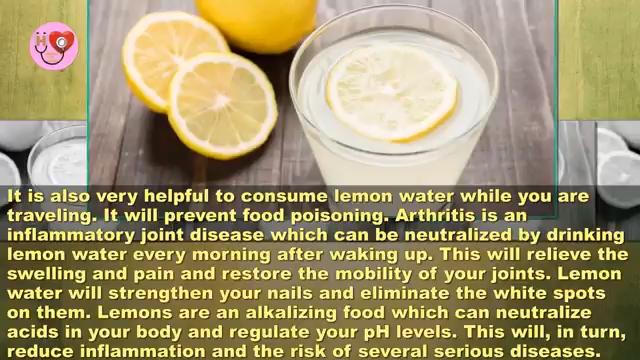 It is also very helpful to consume lemon water while you are
traveling. It will prevent food poisoning. Arthritis is an
inflammatory joint disease which can be neutralized by drinking
lemon water every morning after waking up. This will relieve the
swelling and pain and restore the mobility of your joints. Lemon
water will strengthen your nails and eliminate the white spots
on them. Lemons are an alkalizing food which can neutralize
acids in your body and regulate your pH levels. This will, in turn,
reduce inflammation and the risk of several serious diseases.